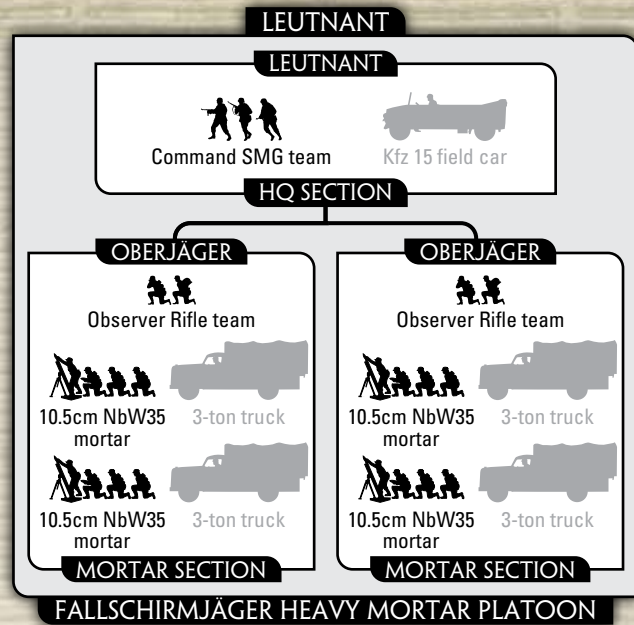 LEUTNANT
LEUTNANT
Command SMG team
Kfz 15 field car
HQ SECTION
OBERJÄGER
Observer Rifle team
10.5cm NbW35
mortar
3-ton truck
10.5cm NbW35
mortar
3-ton truck
MORTAR SECTION
OBERJÄGER
Observer Rifle team
10.5cm NbW35
mortar
3-ton truck
10.5cm NbW35
mortar
3-ton truck
MORTAR SECTION
FALLSCHIRMJÄGER HEAVY MORTAR PLATOON